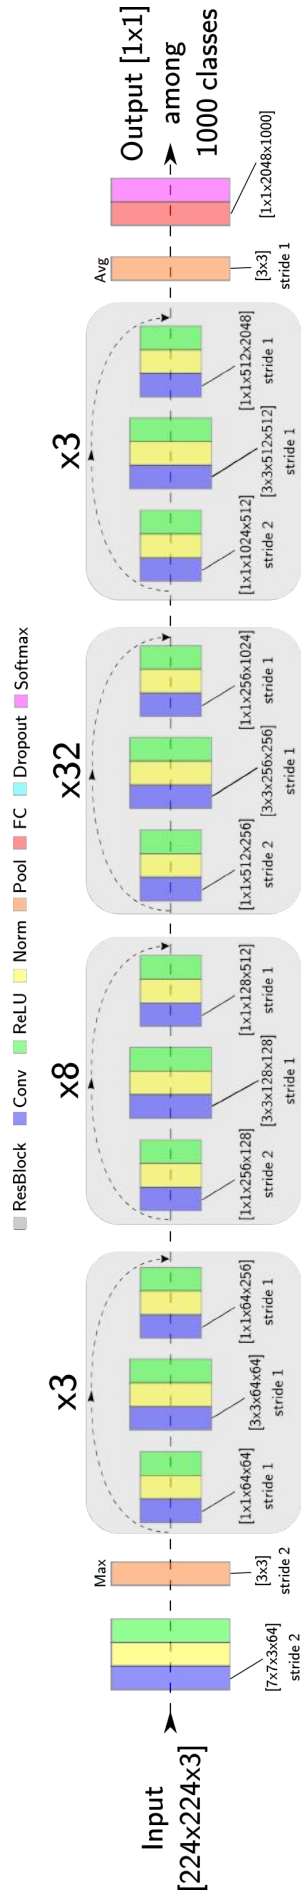 ResBlock Conv ReLU Norm Pool FC Dropout Softmax
Input
[224x224x3]
[7x7x3x64]
stride 2
Max
[3x3]
stride 2
x3
[1x1x64x64]
stride 1
[3x3x64x64]
stride 1
[1x1x64x256]
stride 1
x8
[1x1x256x128]
stride 2
[3x3x128x128]
stride 1
[1x1x128x512]
stride 1
x32
[1x1x512x256]
stride 2
[3x3x256x256]
stride 1
[1x1x256x1024]
stride 1
x3
[1x1x1024x512]
stride 2
[3x3x512x512]
stride 1
[1x1x512x2048]
stride 1
Avg
[3x3]
stride 1
[1x1x2048x1000]
Output [1x1]
among
1000 classes